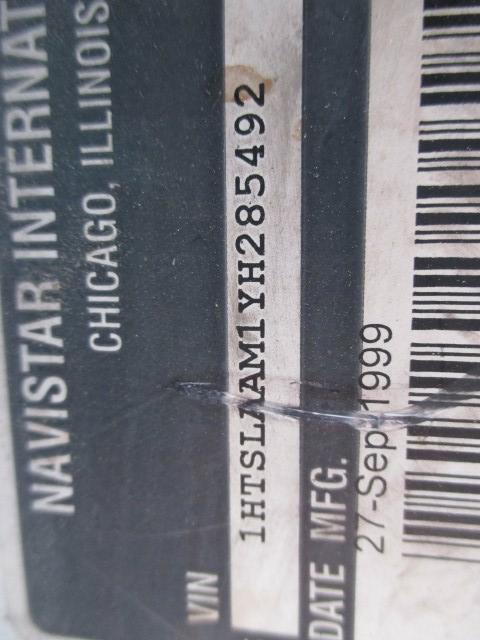 NAVISTAR INTERNAT
CHICAGO, ILLINOIS
VIN
1HTSLAAM1YH285492
DATE MFG.
27-Sep-1999